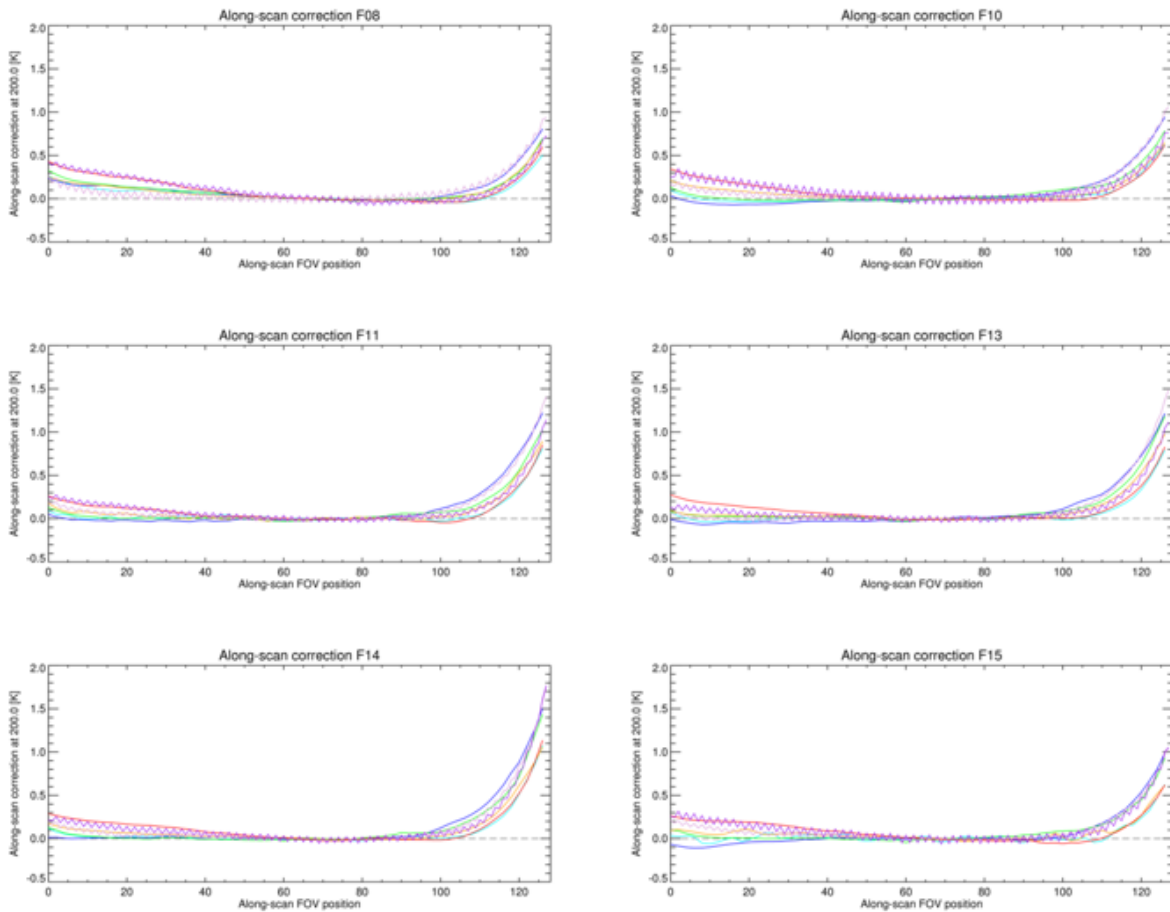 Along-scan correction F08
Along-scan correction at 200.0 [K]
2.0
1.5
1.0
0.5
0.0
-0.5
0 20 40 60 80 100 120
Along-scan FOV position
Along-scan correction F10
Along-scan correction at 200.0 [K]
2.0
1.5
1.0
0.5
0.0
-0.5
0 20 40 60 80 100 120
Along-scan FOV position
Along-scan correction F11
Along-scan correction at 200.0 [K]
2.0
1.5
1.0
0.5
0.0
-0.5
0 20 40 60 80 100 120
Along-scan FOV position
Along-scan correction F13
Along-scan correction at 200.0 [K]
2.0
1.5
1.0
0.5
0.0
-0.5
0 20 40 60 80 100 120
Along-scan FOV position
Along-scan correction F14
Along-scan correction at 200.0 [K]
2.0
1.5
1.0
0.5
0.0
-0.5
0 20 40 60 80 100 120
Along-scan FOV position
Along-scan correction F15
Along-scan correction at 200.0 [K]
2.0
1.5
1.0
0.5
0.0
-0.5
0 20 40 60 80 100 120
Along-scan FOV position